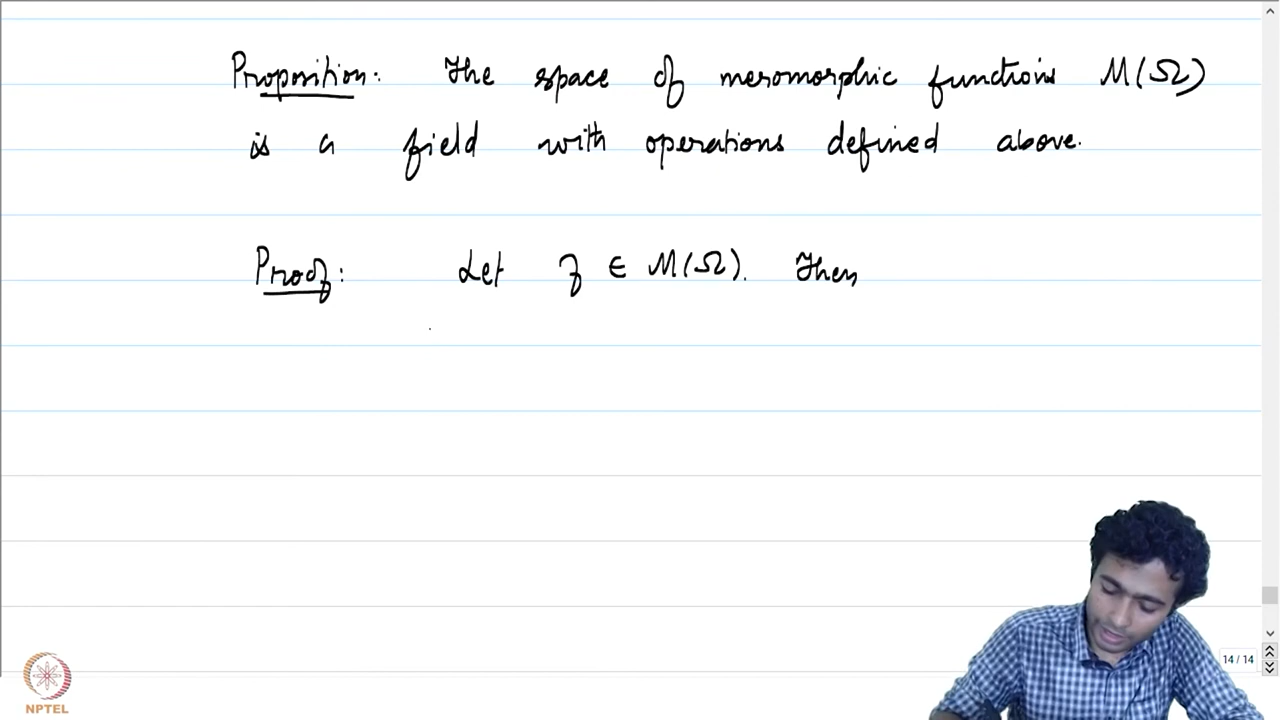 Proposition: The space of meromorphic functions M(Ω)
is a field with operations defined above.
Proof: Let f ∈ M(Ω). Then
14 / 14
NPTEL